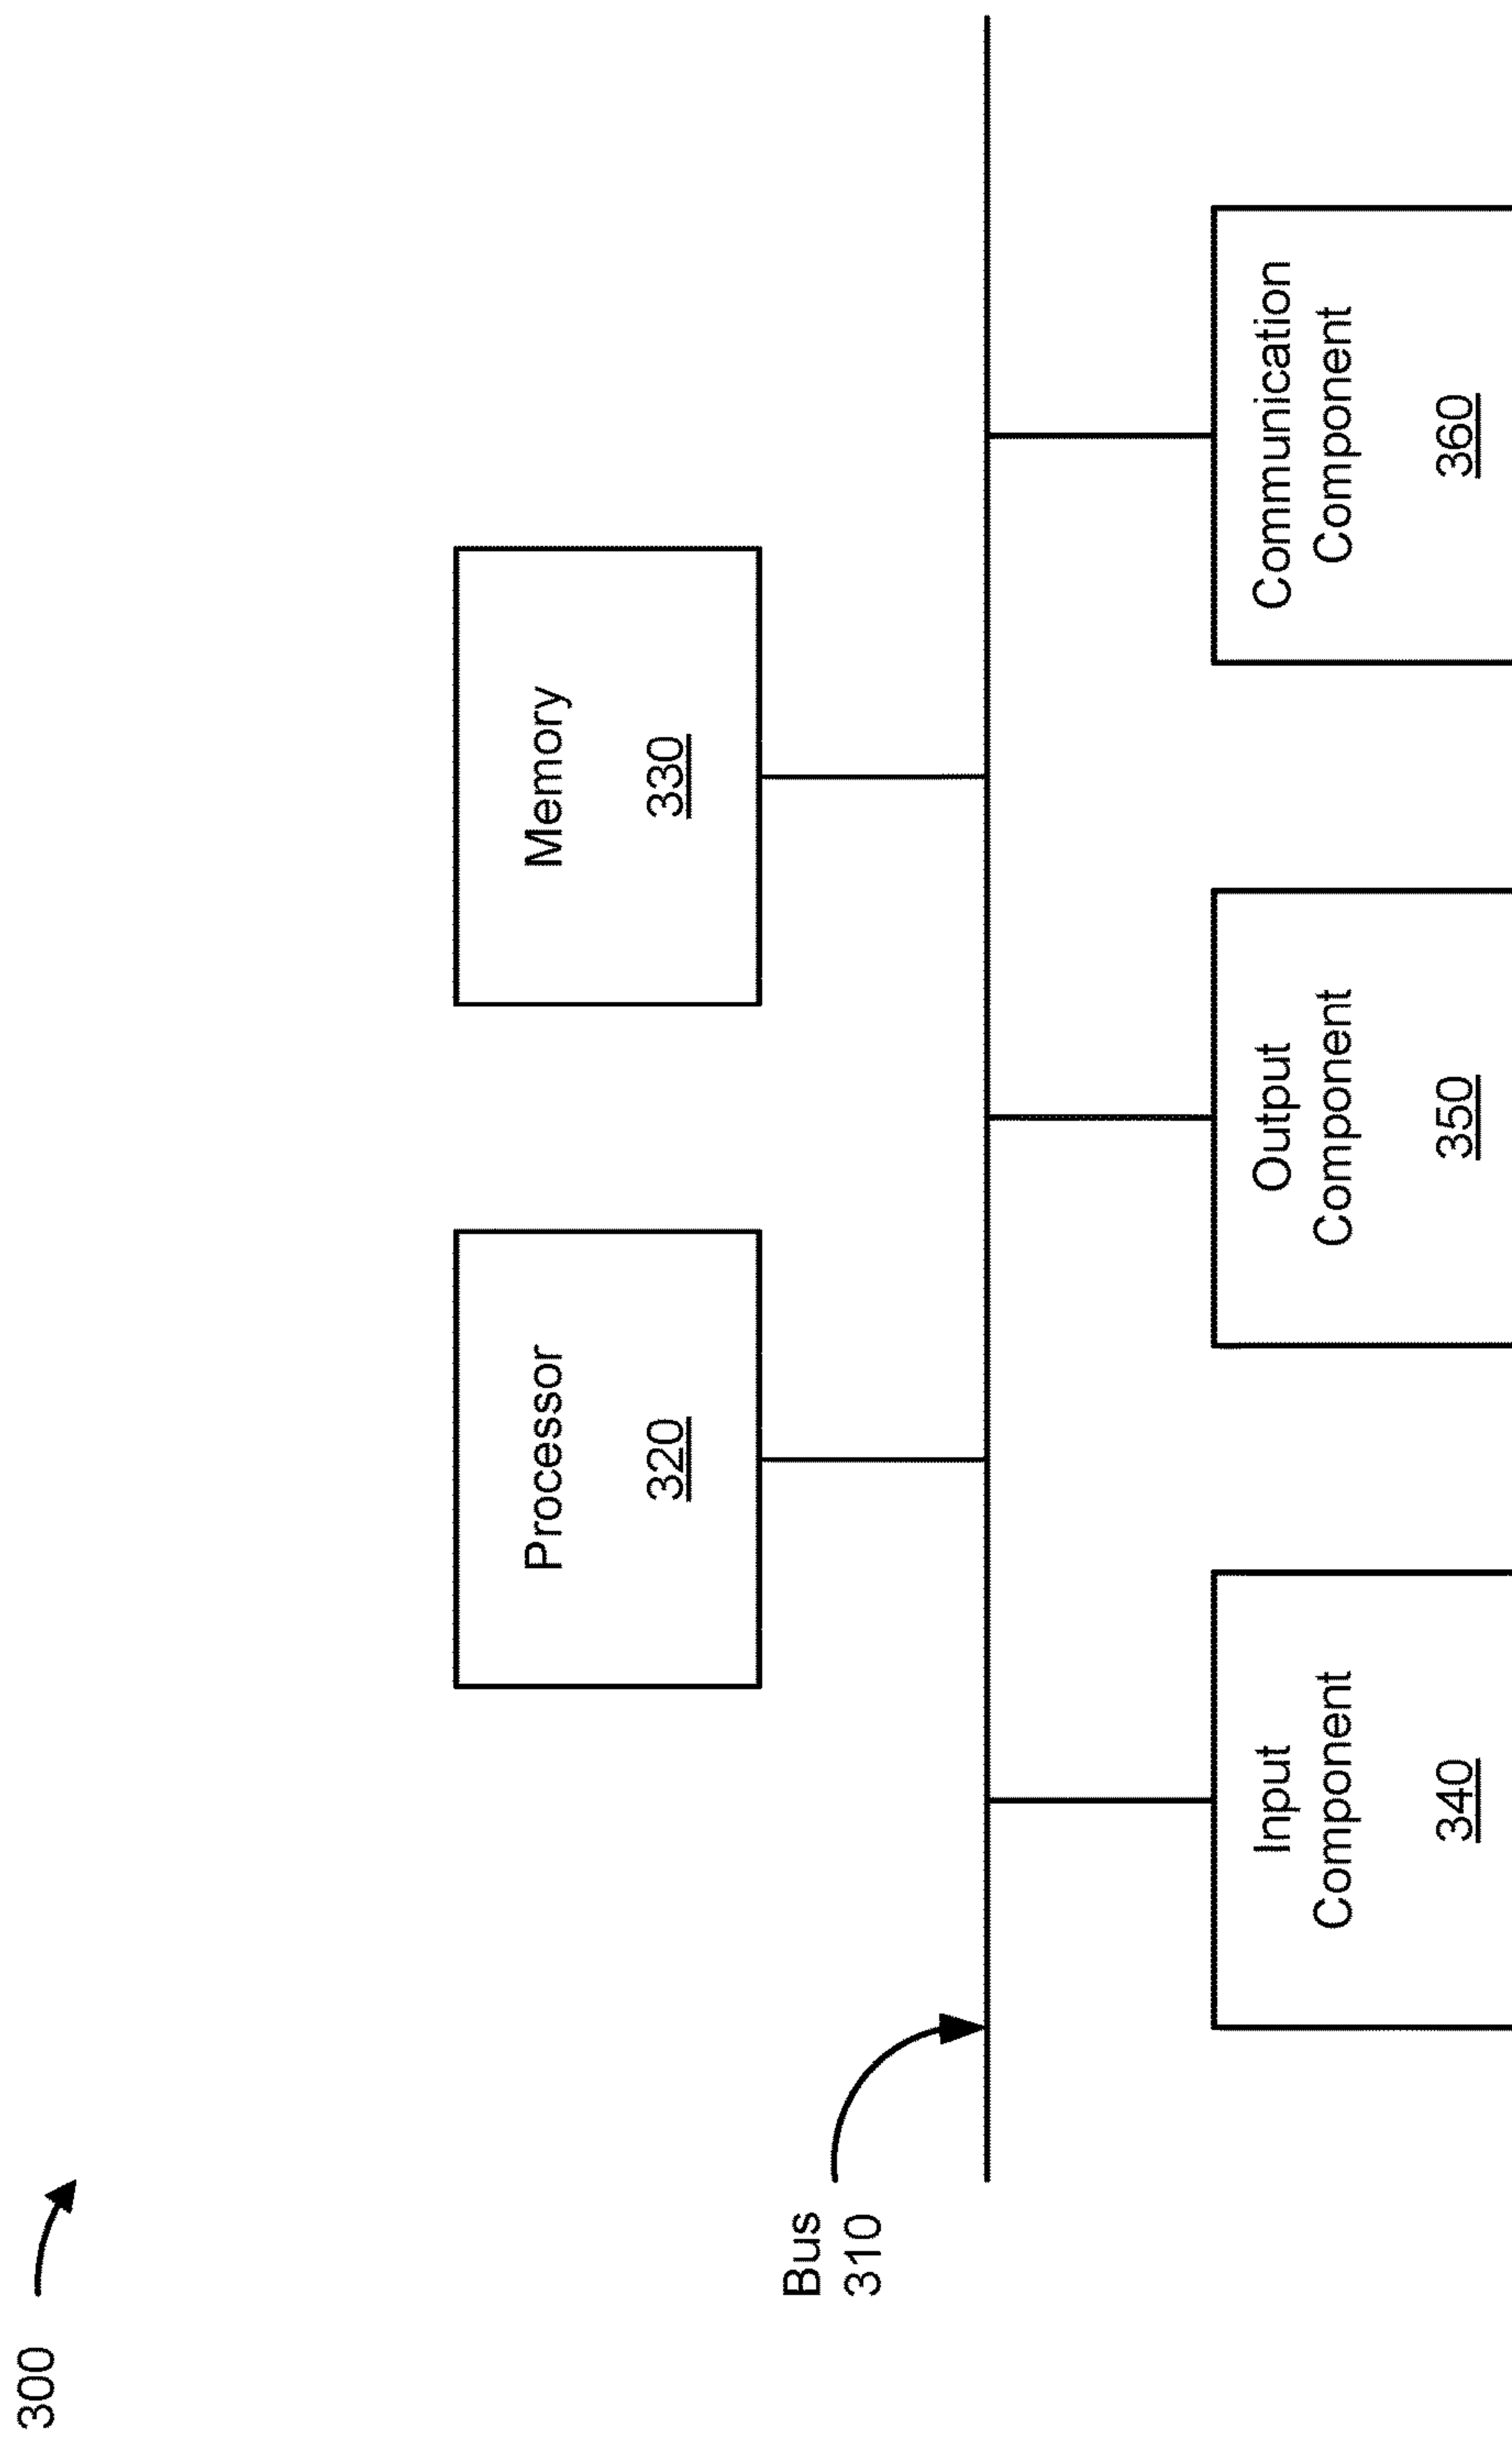 300
Processor
320
Memory
330
Bus
310
Input
Component
340
Output
Component
350
Communication
Component
360